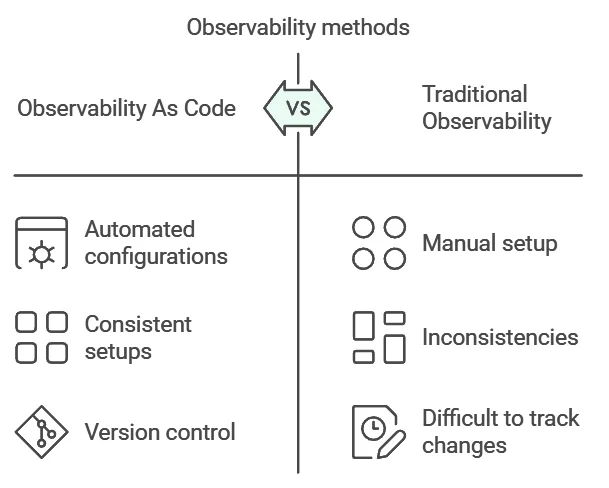 Observability methods
Observability As Code
VS
Traditional
Observability
Automated
configurations
Manual setup
Consistent
setups
Inconsistencies
Version control
Difficult to track
changes